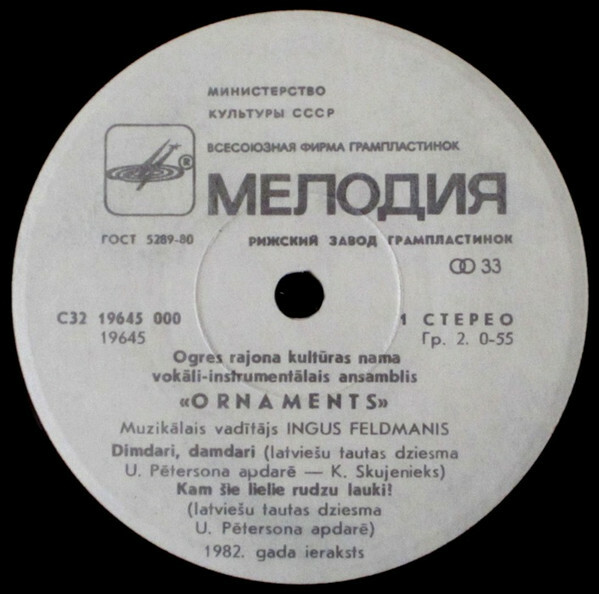 МИНИСТЕРСТВО
КУЛЬТУРЫ СССР
ВСЕСОЮЗНАЯ ФИРМА ГРАМПЛАСТИНОК
®
МЕЛОДИЯ
ГОСТ 5289-80 РИЖСКИЙ ЗАВОД ГРАМПЛАСТИНОК
33
С32 19645 000 1 СТЕРЕО
19645 Гр. 2. 0-55
Ogres rajona kultūras nama
vokāli-instrumentālais ansamblis
«ORNAMENTS»
Muzikālais vadītājs INGUS FELDMANIS
Dimdari, damdari (latviešu tautas dziesma
U. Pētersona apdarē — K. Skujenieks)
Kam šie lielie rudzu lauki!
(latviešu tautas dziesma
U. Pētersona apdarē)
1982. gada ieraksts